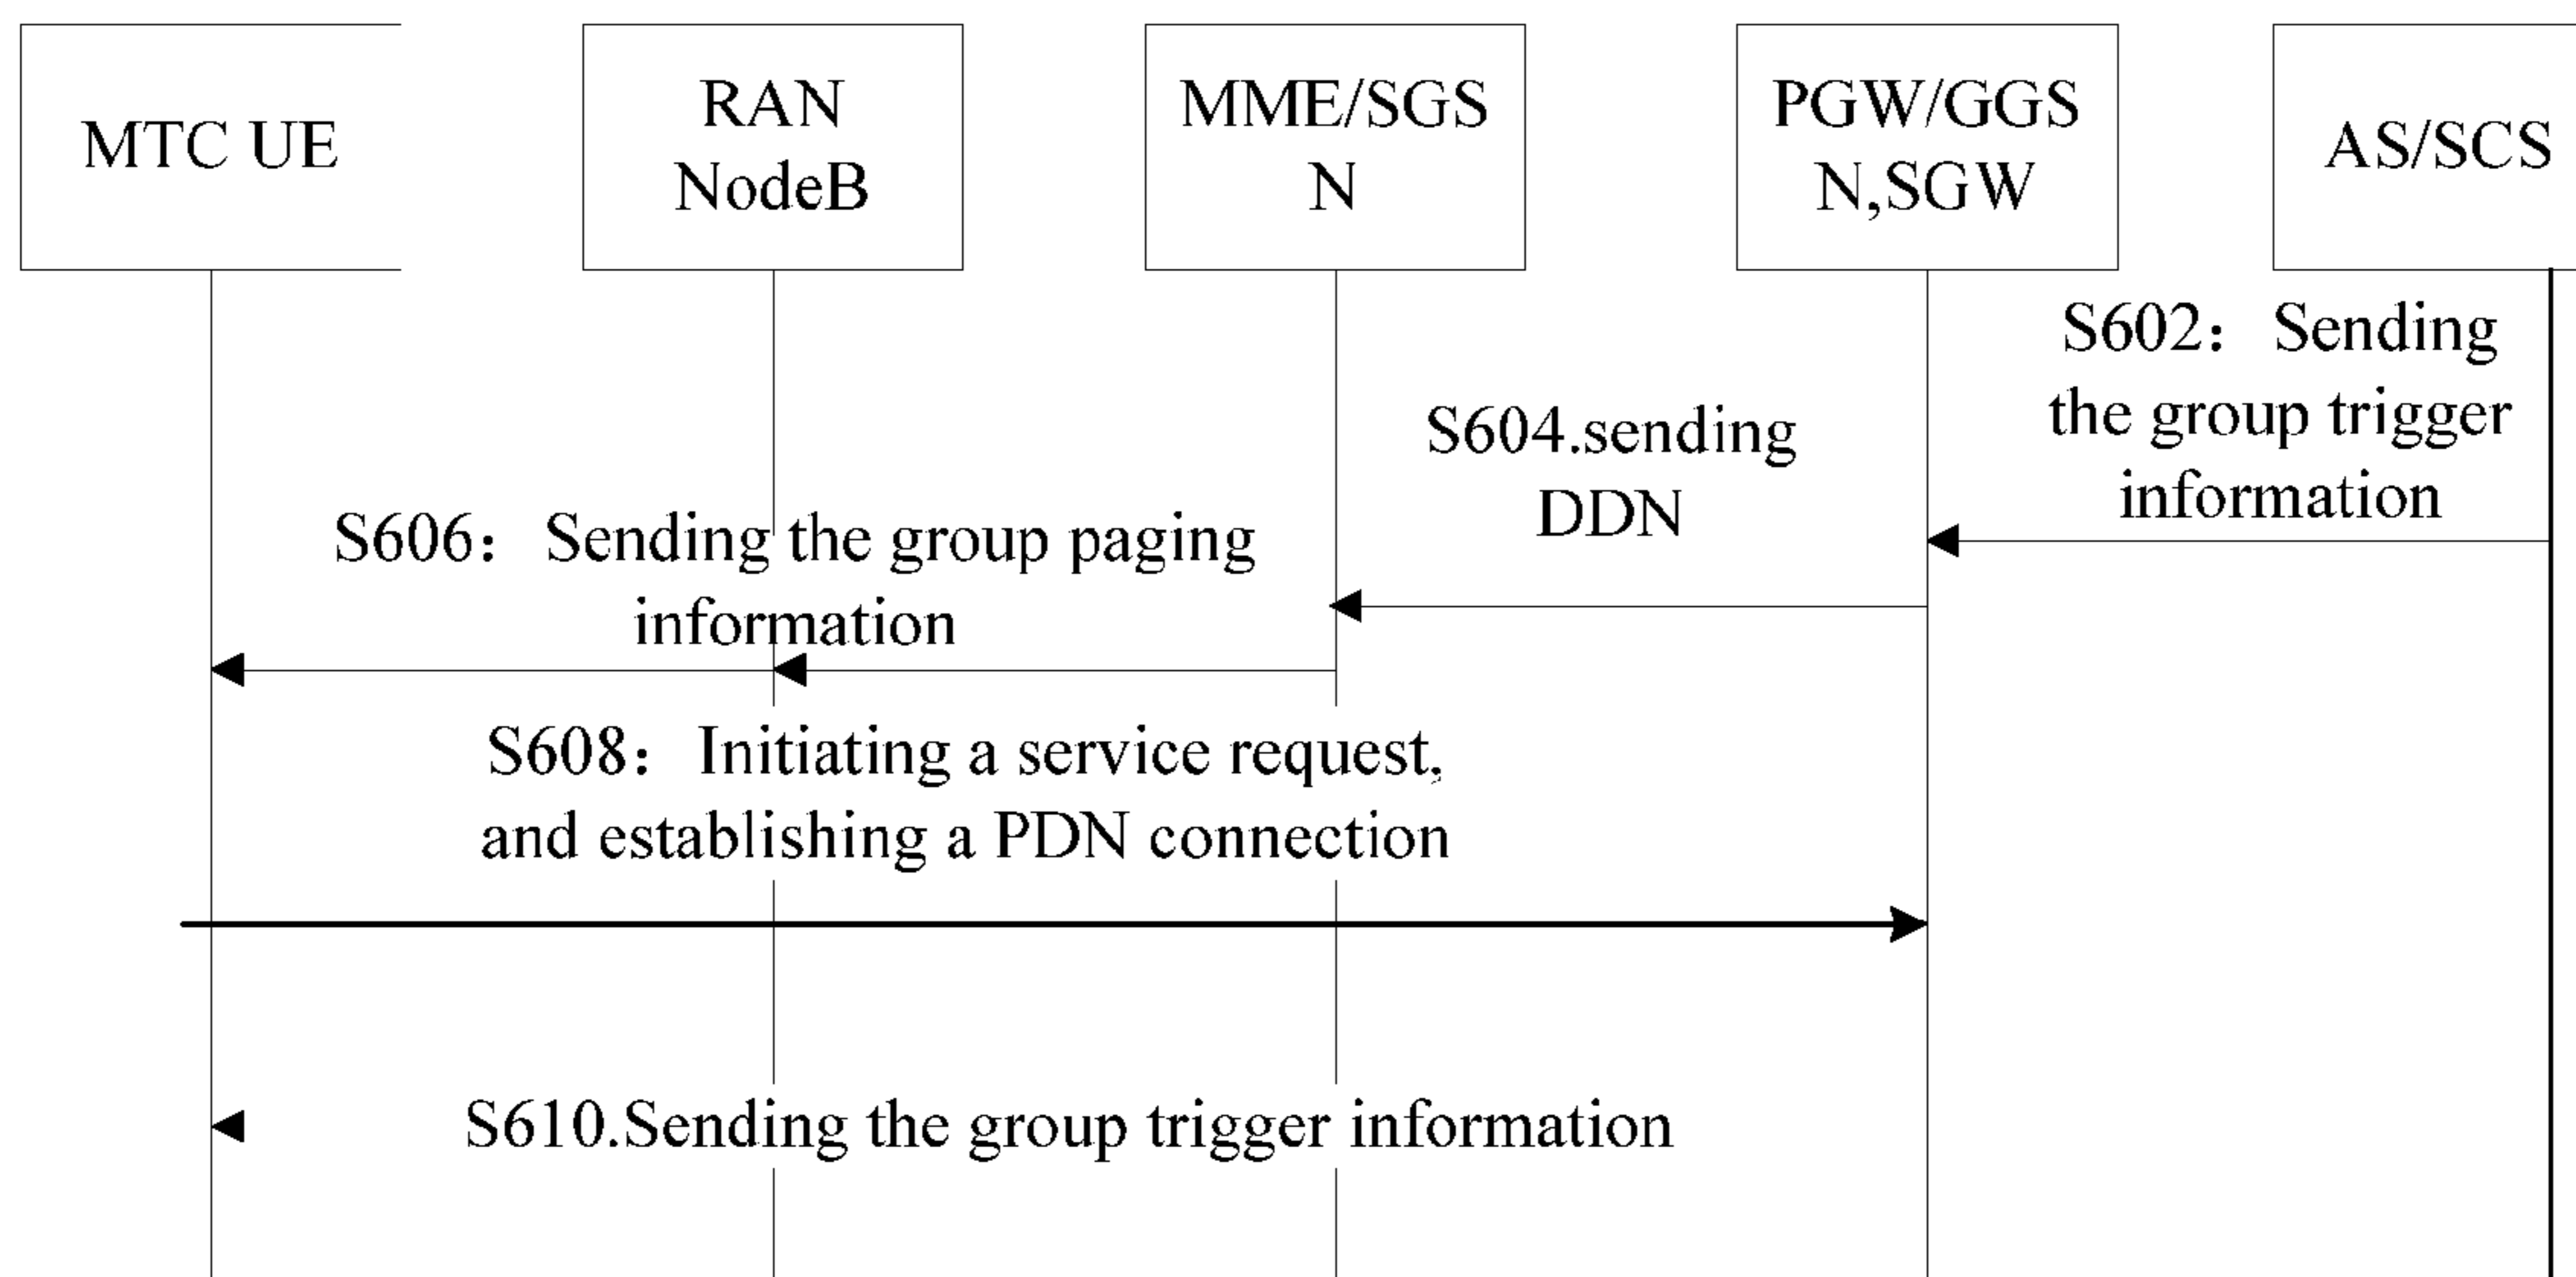 MTC UE
RAN
NodeB
MME/SGS
N
PGW/GGS
N,SGW
AS/SCS
S602： Sending
the group trigger
information
S604.sending
DDN
S606： Sending the group paging
information
S608： Initiating a service request,
and establishing a PDN connection
S610.Sending the group trigger information